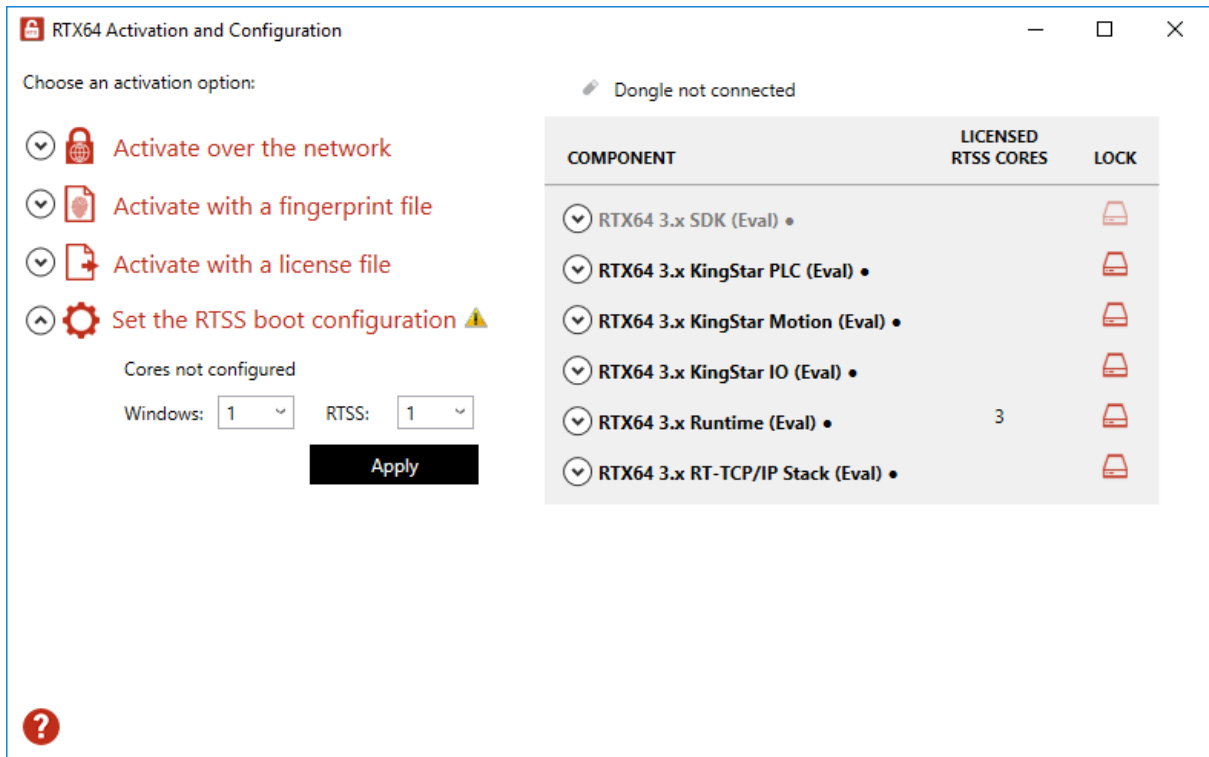 RTX64 Activation and Configuration
Choose an activation option:
Activate over the network
Activate with a fingerprint file
Activate with a license file
Set the RTSS boot configuration
Cores not configured
Windows: 1 RTSS: 1
Apply
Dongle not connected
COMPONENT LICENSED RTSS CORES LOCK
RTX64 3.x SDK (Eval) •
RTX64 3.x KingStar PLC (Eval) •
RTX64 3.x KingStar Motion (Eval) •
RTX64 3.x KingStar IO (Eval) •
RTX64 3.x Runtime (Eval) • 3
RTX64 3.x RT-TCP/IP Stack (Eval) •
?